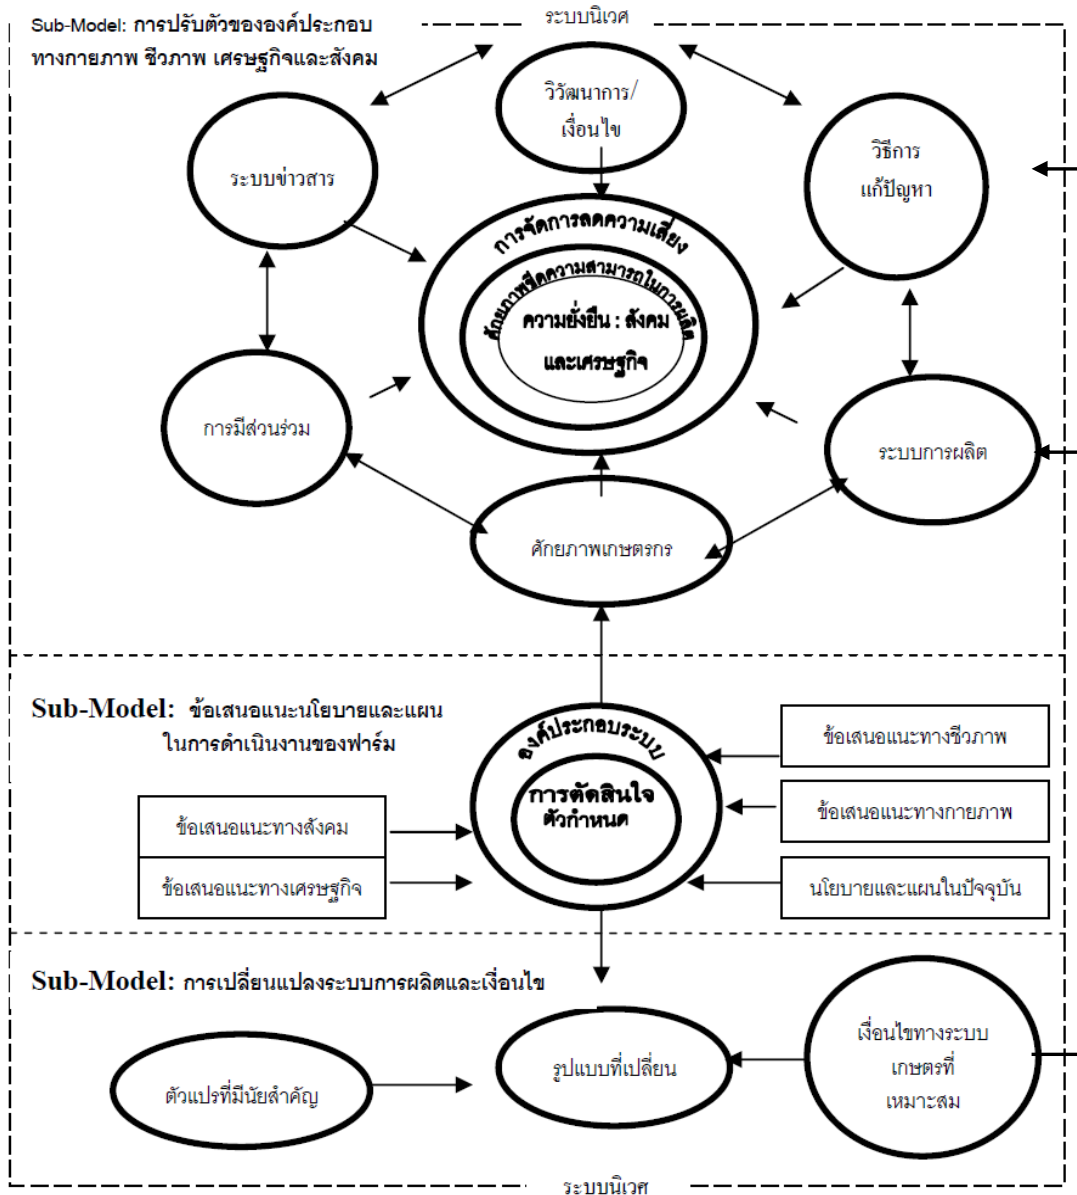 ระบบนิเวศ
Sub-Model: การปรับตัวขององค์ประกอบ
ทางกายภาพ ชีวภาพ เศรษฐกิจและสังคม
วิวัฒนาการ/
เงื่อนไข
ระบบข่าวสาร
วิธีการ
แก้ปัญหา
การจัดการลดความเสี่ยง
ศักยภาพขีดความสามารถในการผลิต
ความยั่งยืน : สังคม
และเศรษฐกิจ
การมีส่วนร่วม
ระบบการผลิต
ศักยภาพเกษตรกร
Sub-Model: ข้อเสนอแนะนโยบายและแผน
ในการดำเนินงานของฟาร์ม
องค์ประกอบระบบ
การตัดสินใจ
ตัวกำหนด
ข้อเสนอแนะทางชีวภาพ
ข้อเสนอแนะทางกายภาพ
นโยบายและแผนในปัจจุบัน
ข้อเสนอแนะทางสังคม
ข้อเสนอแนะทางเศรษฐกิจ
Sub-Model: การเปลี่ยนแปลงระบบการผลิตและเงื่อนไข
ตัวแปรที่มีนัยสำคัญ
รูปแบบที่เปลี่ยน
เงื่อนไขทางระบบ
เกษตรที่
เหมาะสม
ระบบนิเวศ